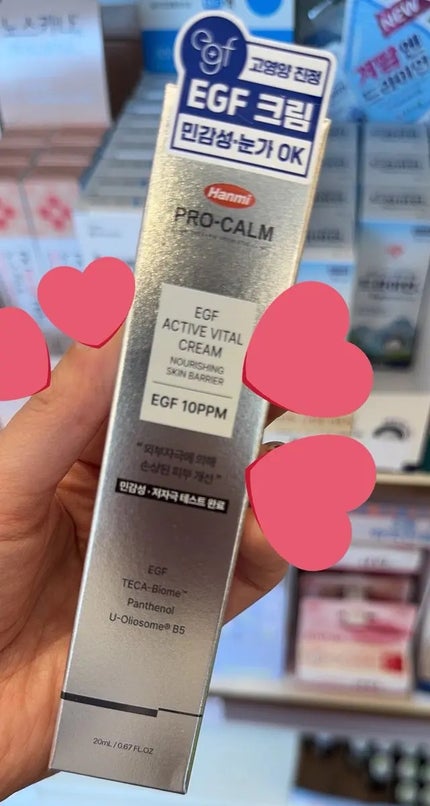 egf
고영양 진정
EGF 크림
민감성·눈가 OK
Hanmi
PRO-CALM
EGF
ACTIVE VITAL
CREAM
NOURISHING
SKIN BARRIER
EGF 10PPM
"외부자극에 의해
손상된 피부 개선"
민감성·저자극 테스트 완료
EGF
TECA-Biome™
Panthenol
U-Oliosome® B5
20mL / 0.67 FL.OZ
NEW